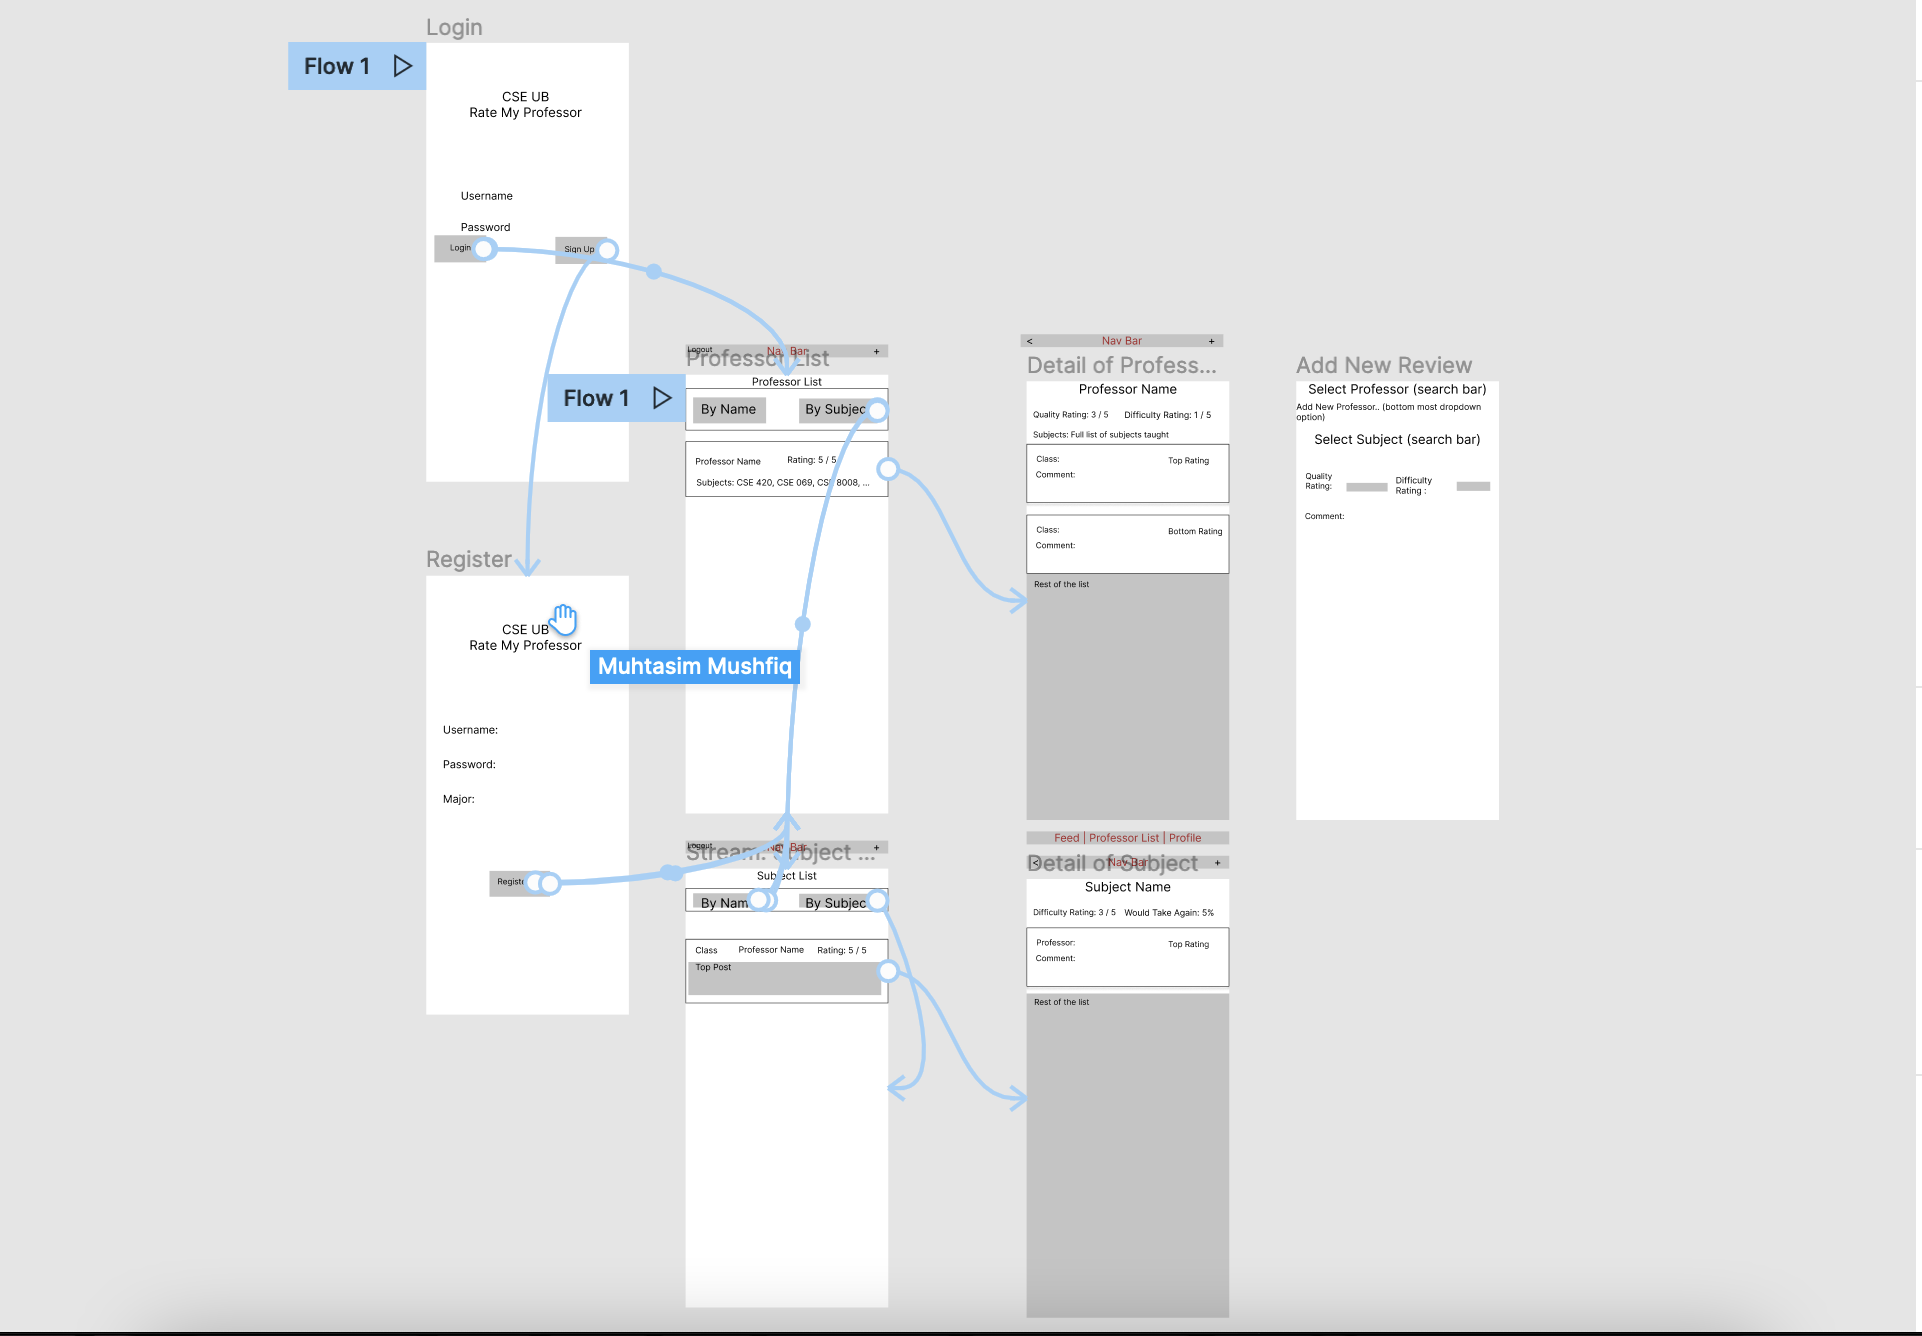 Login
Flow 1
CSE UB
Rate My Professor
Username
Password
Login
Sign Up
Register
CSE UB
Rate My Professor
Muhtasim Mushfiq
Username:
Password:
Major:
Registe
Logout
Nav Bar
+
Professor List
Flow 1
Professor List
By Name
By Subjec
Professor Name
Rating: 5 / 5
Subjects: CSE 420, CSE 069, CSE 8008, ...
Logout
Nav Bar
+
Stream: Subject ...
Subject List
By Nam
By Subjec
Class
Professor Name
Rating: 5 / 5
Top Post
<
Nav Bar
+
Detail of Profess...
Professor Name
Quality Rating: 3 / 5
Difficulty Rating: 1 / 5
Subjects: Full list of subjects taught
Class:
Top Rating
Comment:
Class:
Bottom Rating
Comment:
Rest of the list
Feed | Professor List | Profile
<
Nav Bar
+
Detail of Subject
Subject Name
Difficulty Rating: 3 / 5
Would Take Again: 5%
Professor:
Top Rating
Comment:
Rest of the list
Add New Review
Select Professor (search bar)
Add New Professor.. (bottom most dropdown
option)
Select Subject (search bar)
Quality
Rating:
Difficulty
Rating :
Comment: